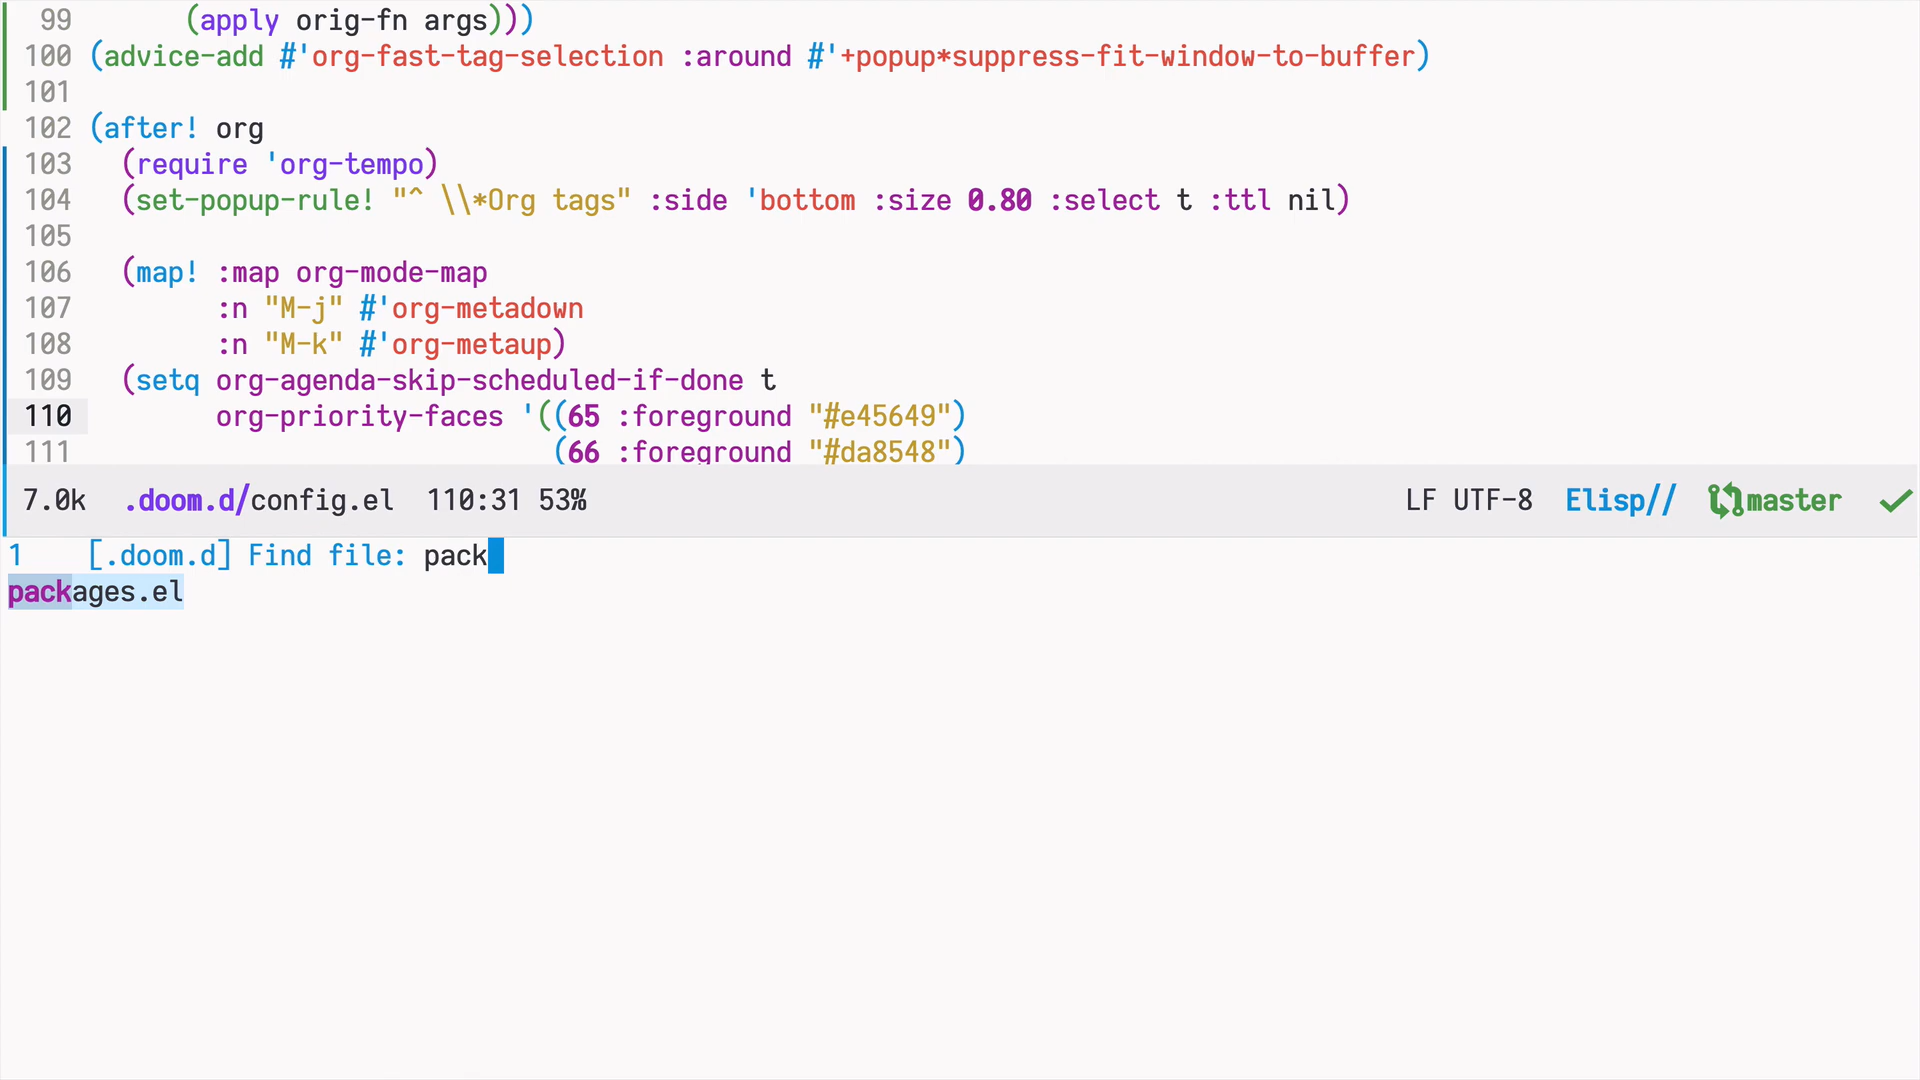 99 (apply orig-fn args)))
100 (advice-add #'org-fast-tag-selection :around #'+popup*suppress-fit-window-to-buffer)
101
102 (after! org
103 (require 'org-tempo)
104 (set-popup-rule! "^ \\*Org tags" :side 'bottom :size 0.80 :select t :ttl nil)
105
106 (map! :map org-mode-map
107 :n "M-j" #'org-metadown
108 :n "M-k" #'org-metaup)
109 (setq org-agenda-skip-scheduled-if-done t
110 org-priority-faces '((65 :foreground "#e45649")
111 (66 :foreground "#da8548")
7.0k .doom.d/config.el 110:31 53% LF UTF-8 Elisp// master
1 [.doom.d] Find file: pack
packages.el